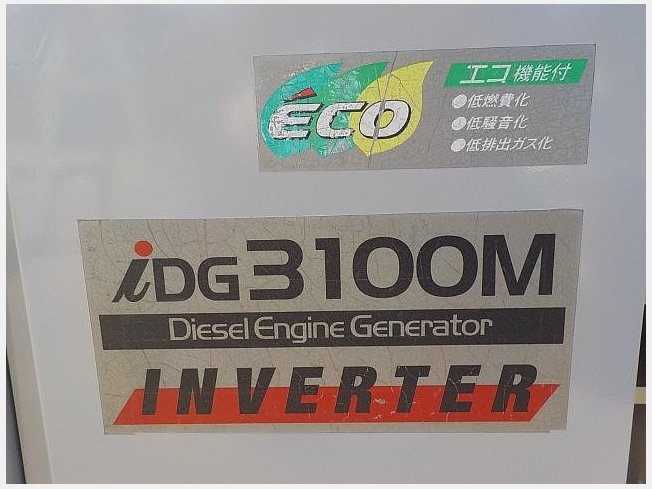 ECO
エコ機能付
●低燃費化
●低騒音化
●低排出ガス化
iDG3100M
Diesel Engine Generator
INVERTER